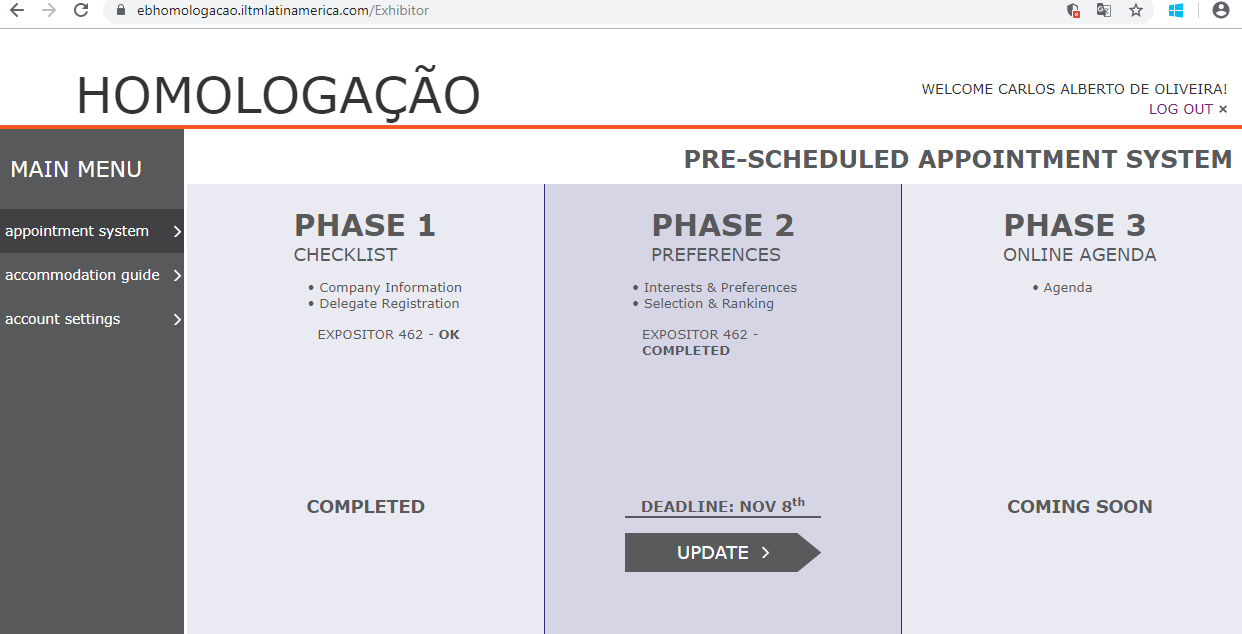 ebhomologacao.iltmlatinamerica.com/Exhibitor
HOMOLOGAÇÃO
WELCOME CARLOS ALBERTO DE OLIVEIRA!
LOG OUT ×
MAIN MENU
appointment system
accommodation guide
account settings
PRE-SCHEDULED APPOINTMENT SYSTEM
PHASE 1
CHECKLIST
• Company Information
• Delegate Registration
EXPOSITOR 462 - OK
COMPLETED
PHASE 2
PREFERENCES
• Interests & Preferences
• Selection & Ranking
EXPOSITOR 462 -
COMPLETED
DEADLINE: NOV 8th
UPDATE
PHASE 3
ONLINE AGENDA
• Agenda
COMING SOON